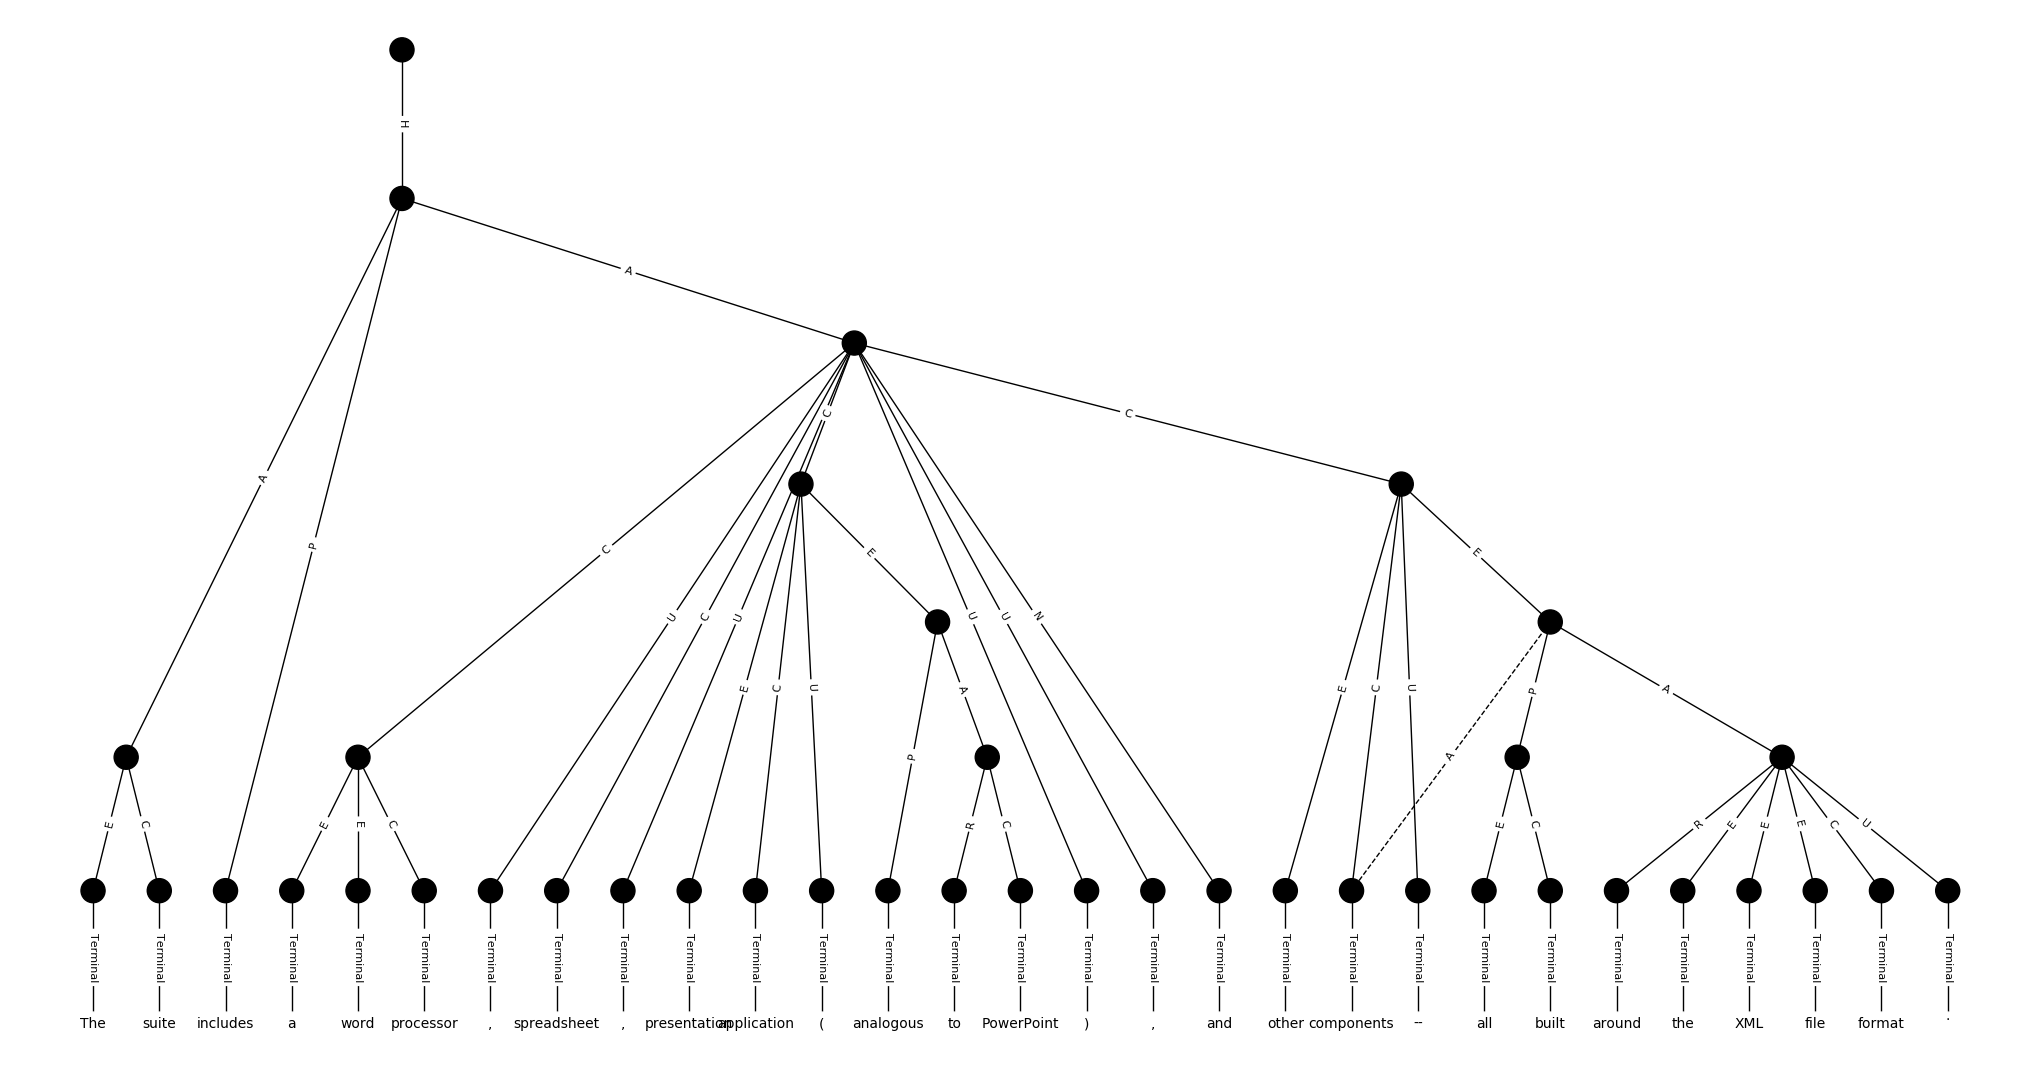 H
A
A
C
C
C
U
C
U
E
E
A
P
U
U
N
E
C
U
E
C
U
P
A
P
A
E
C
E
E
C
R
C
E
C
R
E
E
E
C
U
Terminal Terminal Terminal Terminal Terminal Terminal Terminal Terminal Terminal Terminal Terminal Terminal Terminal Terminal Terminal Terminal Terminal Terminal Terminal Terminal Terminal Terminal Terminal Terminal Terminal Terminal Terminal Terminal Terminal
The suite includes a word processor , spreadsheet , presentation application ( analogous to PowerPoint ) , and other components -- all built around the XML file format .